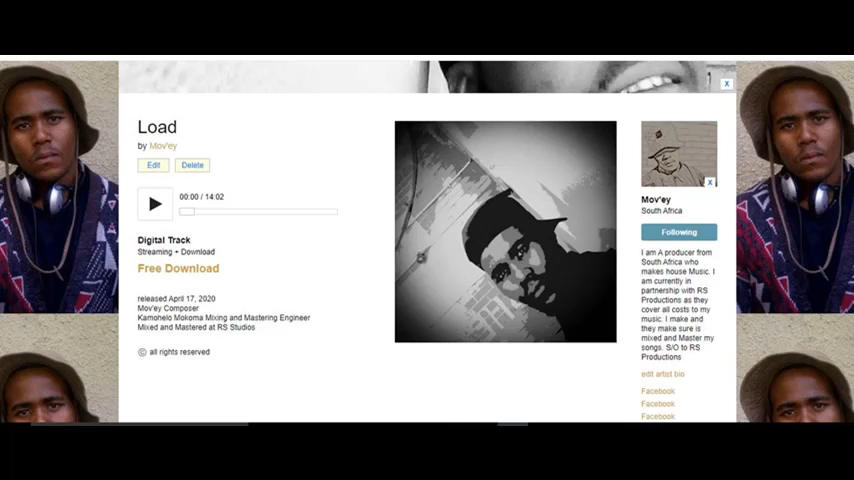 X
Load
by Mov'ey
Edit
Delete
00:00 / 14:02
Digital Track
Streaming + Download
Free Download
released April 17, 2020
Mov'ey Composer
Kamohelo Mokoma Mixing and Mastering Engineer
Mixed and Mastered at RS Studios
© all rights reserved
X
Mov'ey
South Africa
Following
I am A producer from
South Africa who
makes house Music. I
am currently in
partnership with RS
Productions as they
cover all costs to my
music. I make and
they make sure is
mixed and Master my
songs. S/O to RS
Productions
edit artist bio
Facebook
Facebook
Facebook